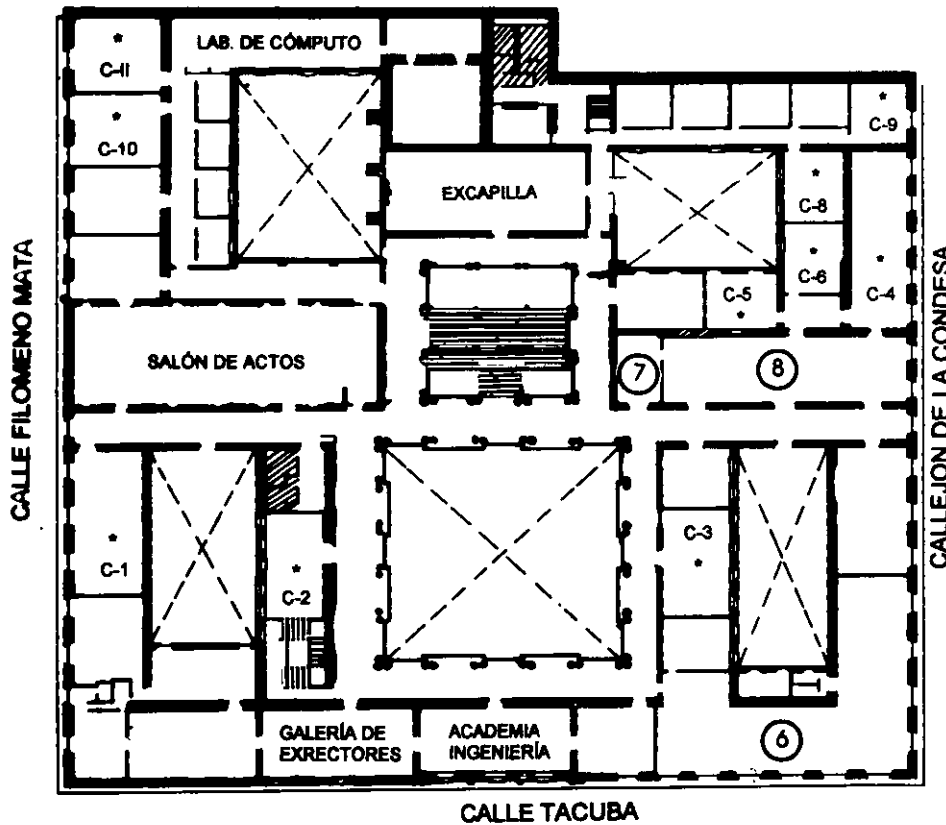 LAB. DE CÓMPUTO
*
C-II
*
C-10
*
C-9
EXCAPILLA
*
C-8
*
C-6
*
C-4
C-5
*
CALLE FILOMENO MATA
SALÓN DE ACTOS
7
8
CALLEJON DE LA CONDESA
*
C-1
*
C-2
C-3
*
GALERÍA DE
EXRECTORES
ACADEMIA
INGENIERÍA
6
CALLE TACUBA